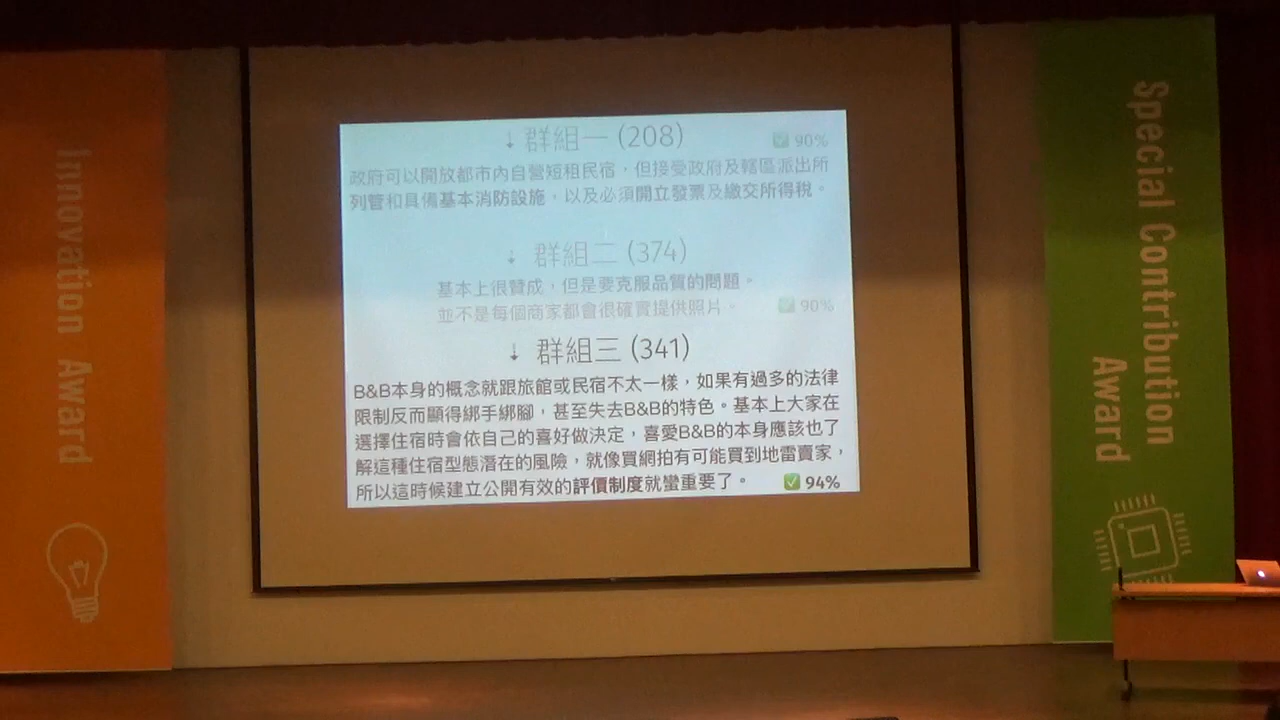 Innovation Award
↓ 群組一 (208)
✅ 90%
政府可以開放都市內自營短租民宿，但接受政府及轄區派出所
列管和具備基本消防設施，以及必須開立發票及繳交所得稅。
↓ 群組二 (374)
基本上很贊成，但是要克服品質的問題。
並不是每個商家都會很確實提供照片。 ✅ 90%
↓ 群組三 (341)
B&B本身的概念就跟旅館或民宿不太一樣，如果有過多的法律
限制反而顯得綁手綁腳，甚至失去B&B的特色。基本上大家在
選擇住宿時會依自己的喜好做決定，喜愛B&B的本身應該也了
解這種住宿型態潛在的風險，就像買網拍有可能買到地雷賣家，
所以這時候建立公開有效的評價制度就蠻重要了。 ✅ 94%
Special Contribution
Award